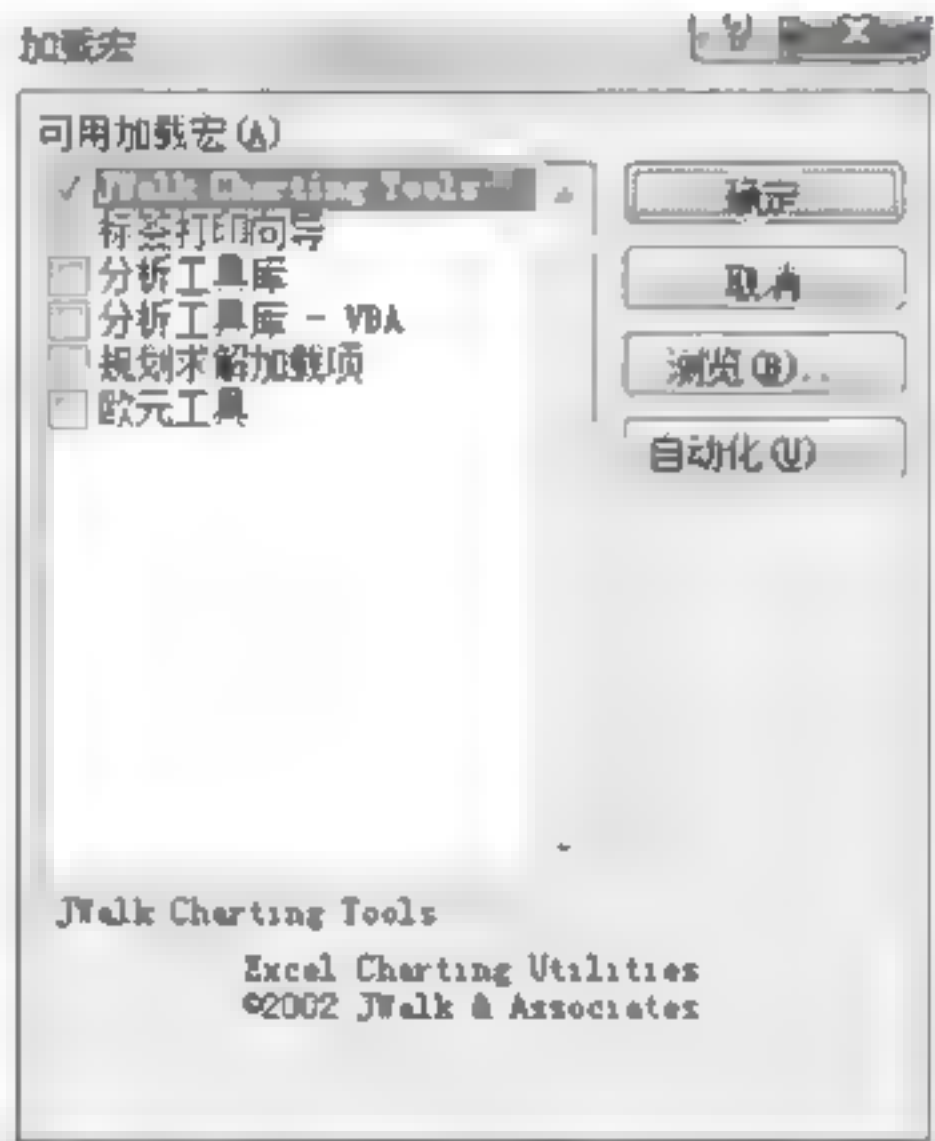 加载宏
可用加载宏(A)
JWalk Charting Tools
标签打印向导
分析工具库
分析工具库 - VBA
规划求解加载项
欧元工具
确定
取消
浏览(B)..
自动化(U)
JWalk Charting Tools
Excel Charting Utilities
©2002 JWalk & Associates